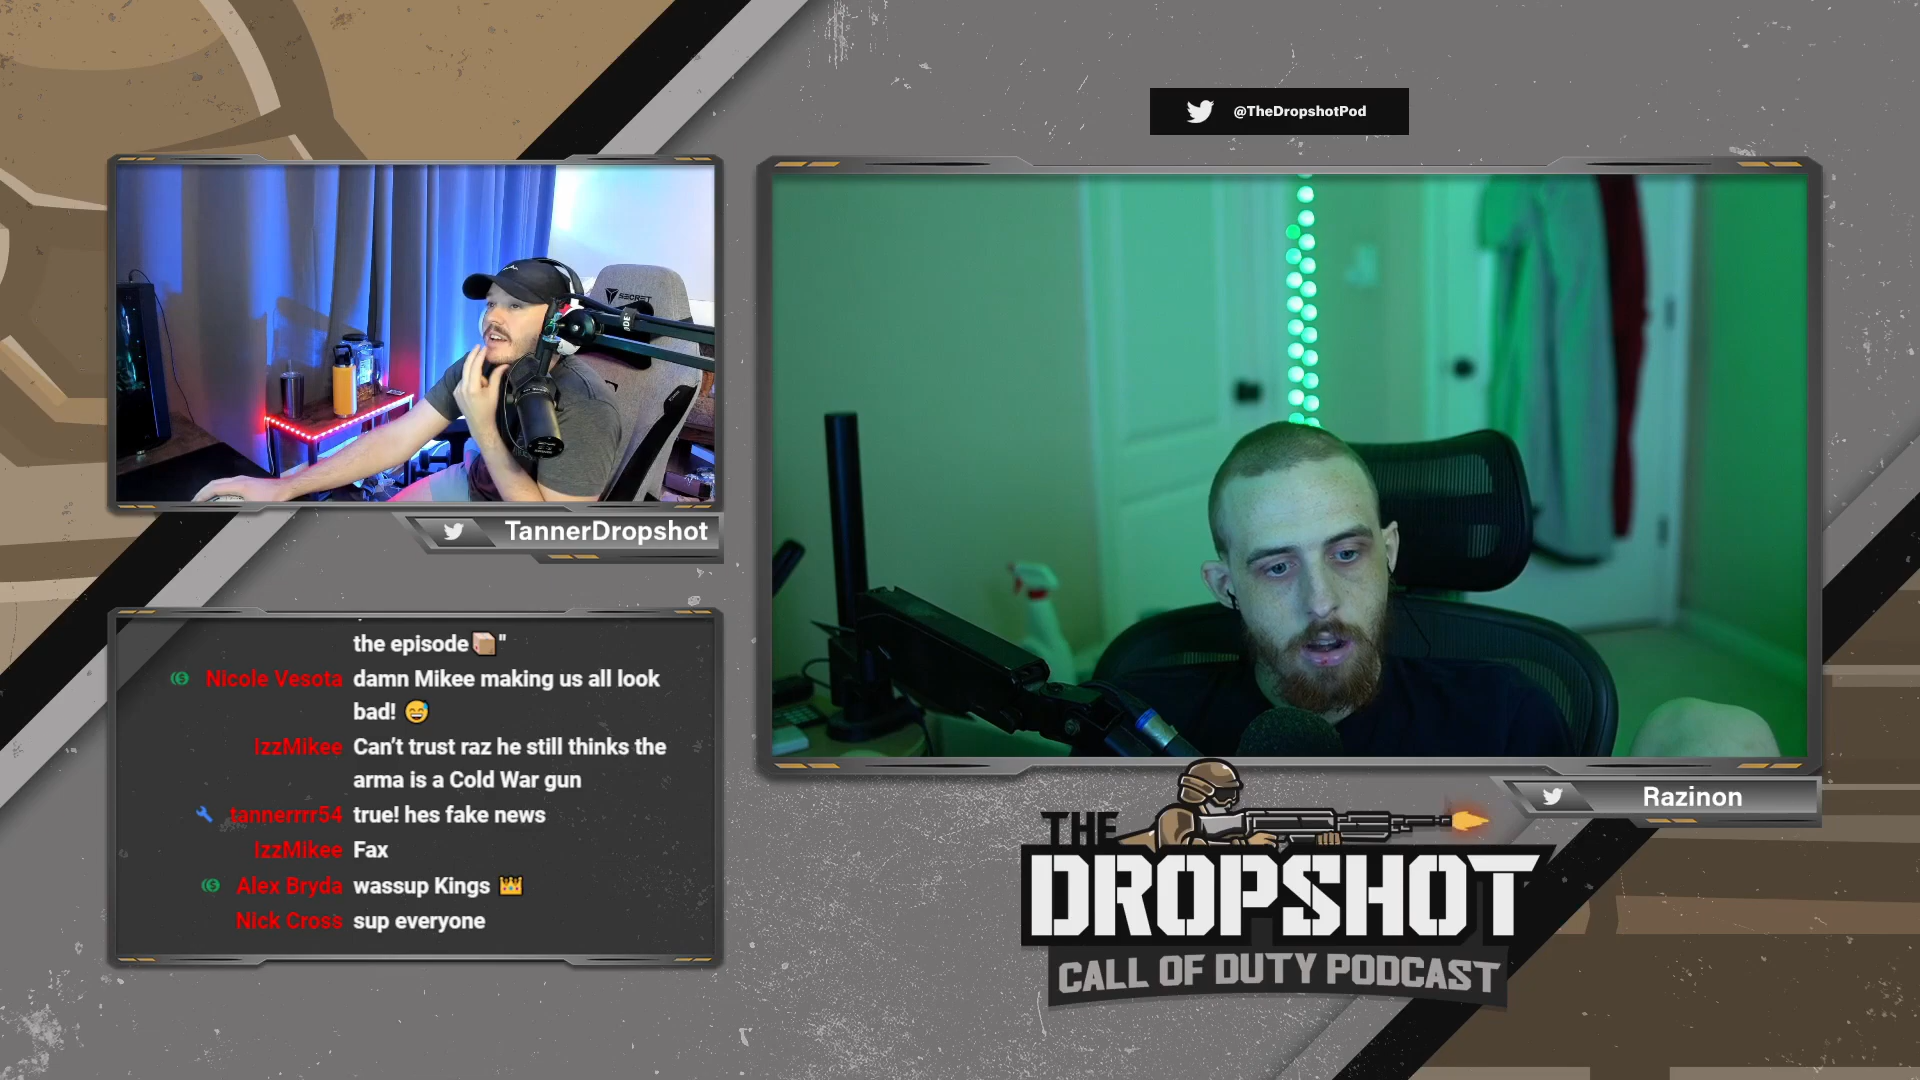 @TheDropshotPod
SECRET
TannerDropshot
the episode"
Nicole Vesota damn Mikee making us all look
bad!
IzzMikee Can't trust raz he still thinks the
arma is a Cold War gun
tannerrrr54 true! hes fake news
IzzMikee Fax
Alex Bryda wassup Kings
Nick Cross sup everyone
Razinon
THE
DROPSHOT
CALL OF DUTY PODCAST